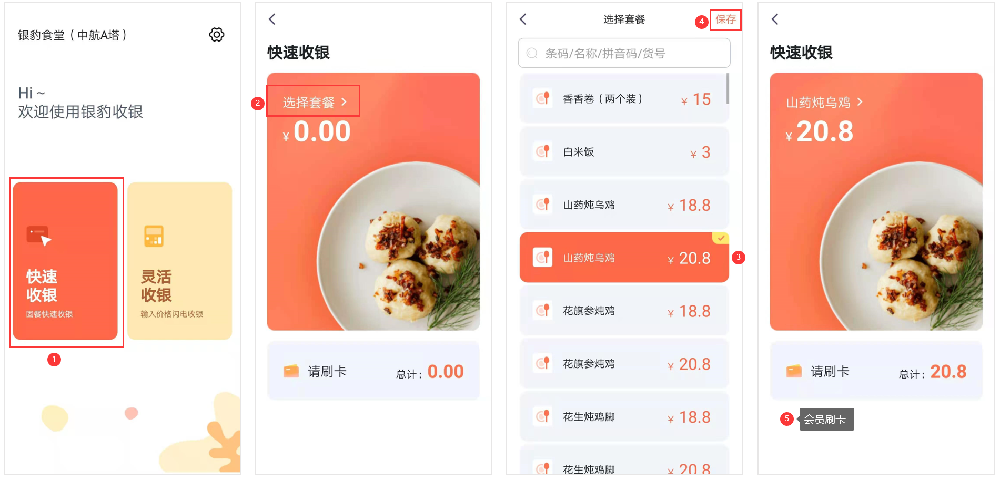 银豹食堂（中航A塔）
Hi ~
欢迎使用银豹收银
快速
收银
固餐快速收银
灵活
收银
输入价格闪电收银
1
快速收银
2
选择套餐
¥ 0.00
请刷卡
总计：0.00
选择套餐
4
保存
条码/名称/拼音码/货号
香香卷（两个装）
¥ 15
白米饭
¥ 3
山药炖乌鸡
¥ 18.8
山药炖乌鸡
¥ 20.8
3
花旗参炖鸡
¥ 18.8
花旗参炖鸡
¥ 20.8
花生炖鸡脚
¥ 18.8
花生炖鸡脚
¥ 20.8
快速收银
山药炖乌鸡
¥ 20.8
请刷卡
总计：20.8
5
会员刷卡